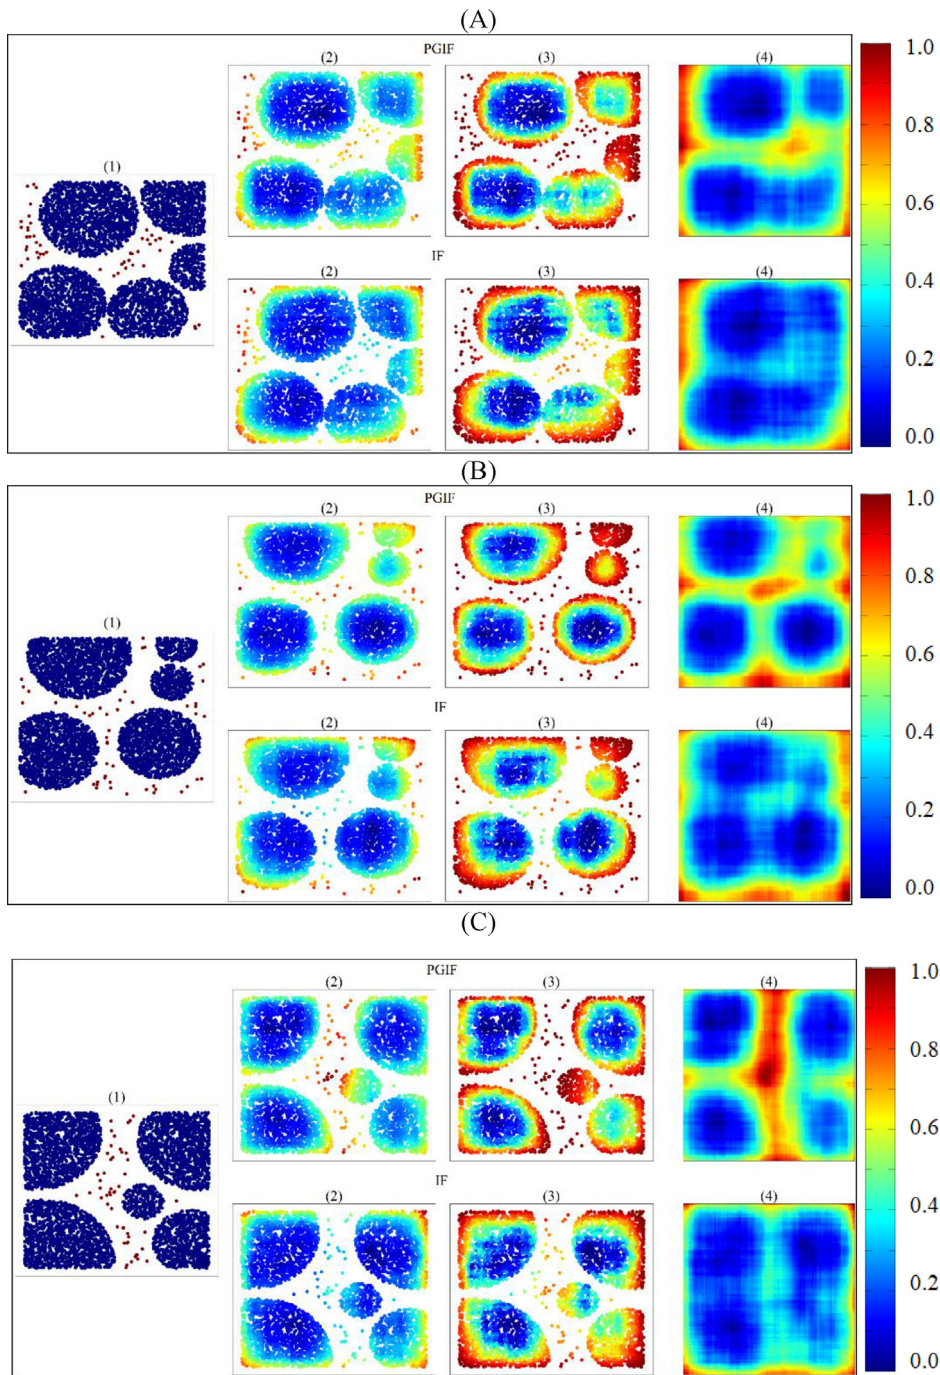 (A)
PGIF
(2) (3) (4)
(1)
IF
(2) (3) (4)
1.0
0.8
0.6
0.4
0.2
0.0
(B)
PGIF
(2) (3) (4)
(1)
IF
(2) (3) (4)
1.0
0.8
0.6
0.4
0.2
0.0
(C)
PGIF
(2) (3) (4)
(1)
IF
(2) (3) (4)
1.0
0.8
0.6
0.4
0.2
0.0